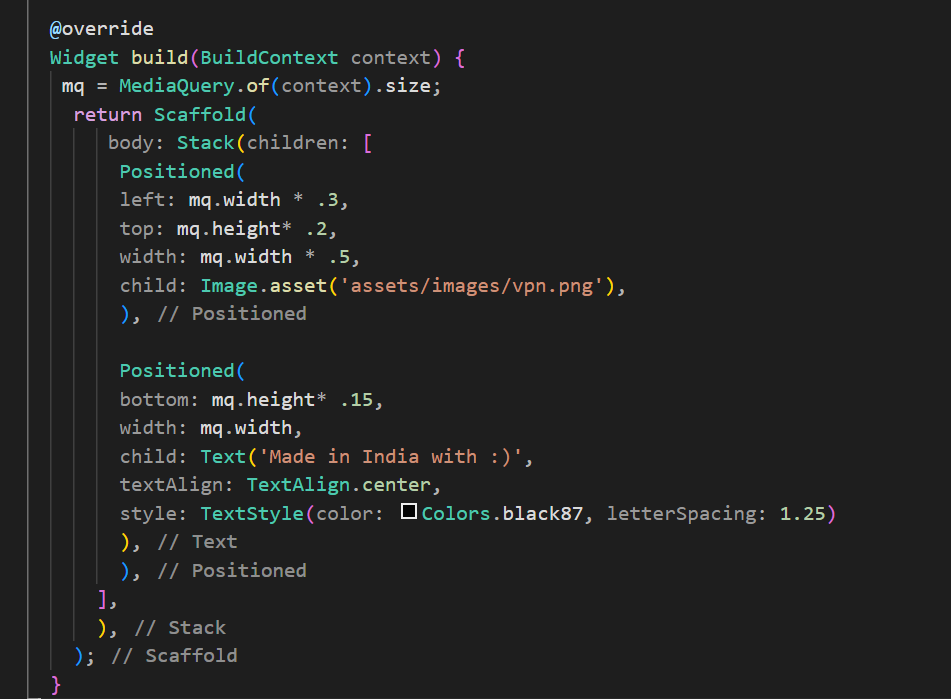 @override
Widget build(BuildContext context) {
mq = MediaQuery.of(context).size;
return Scaffold(
body: Stack(children: [
Positioned(
left: mq.width * .3,
top: mq.height* .2,
width: mq.width * .5,
child: Image.asset('assets/images/vpn.png'),
), // Positioned
Positioned(
bottom: mq.height* .15,
width: mq.width,
child: Text('Made in India with :)',
textAlign: TextAlign.center,
style: TextStyle(color: Colors.black87, letterSpacing: 1.25)
), // Text
), // Positioned
],
), // Stack
); // Scaffold
}